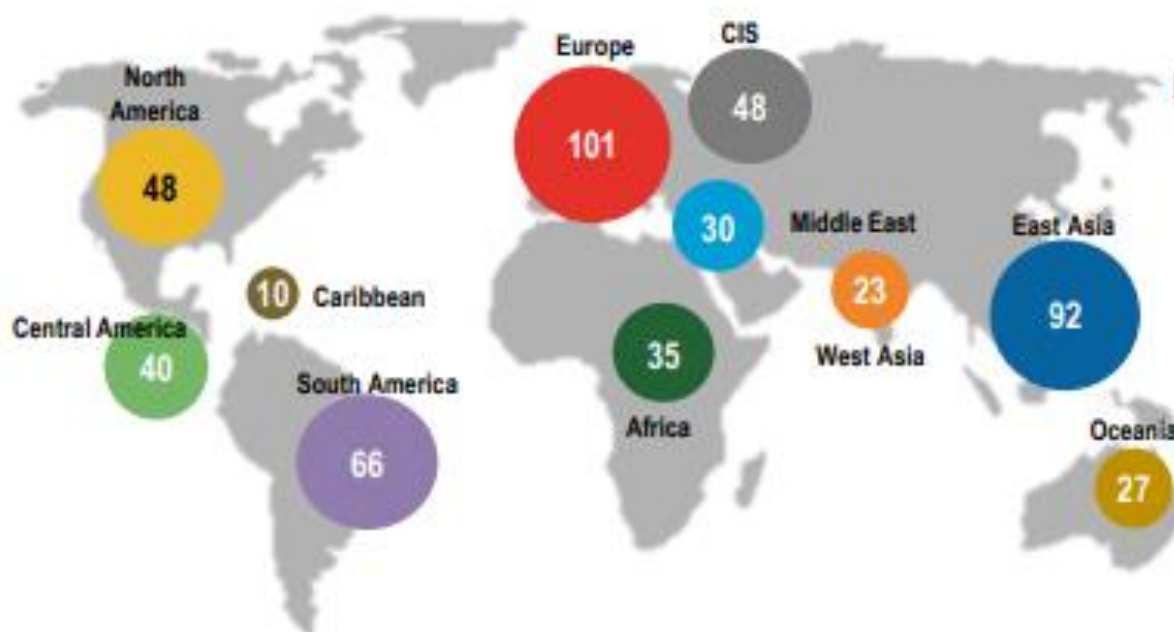 CIS
Europe
North
America
48
101
48
30
Middle East
East Asia
10
Caribbean
23
92
Central America
40
35
West Asia
South America
66
Africa
Oceania
27